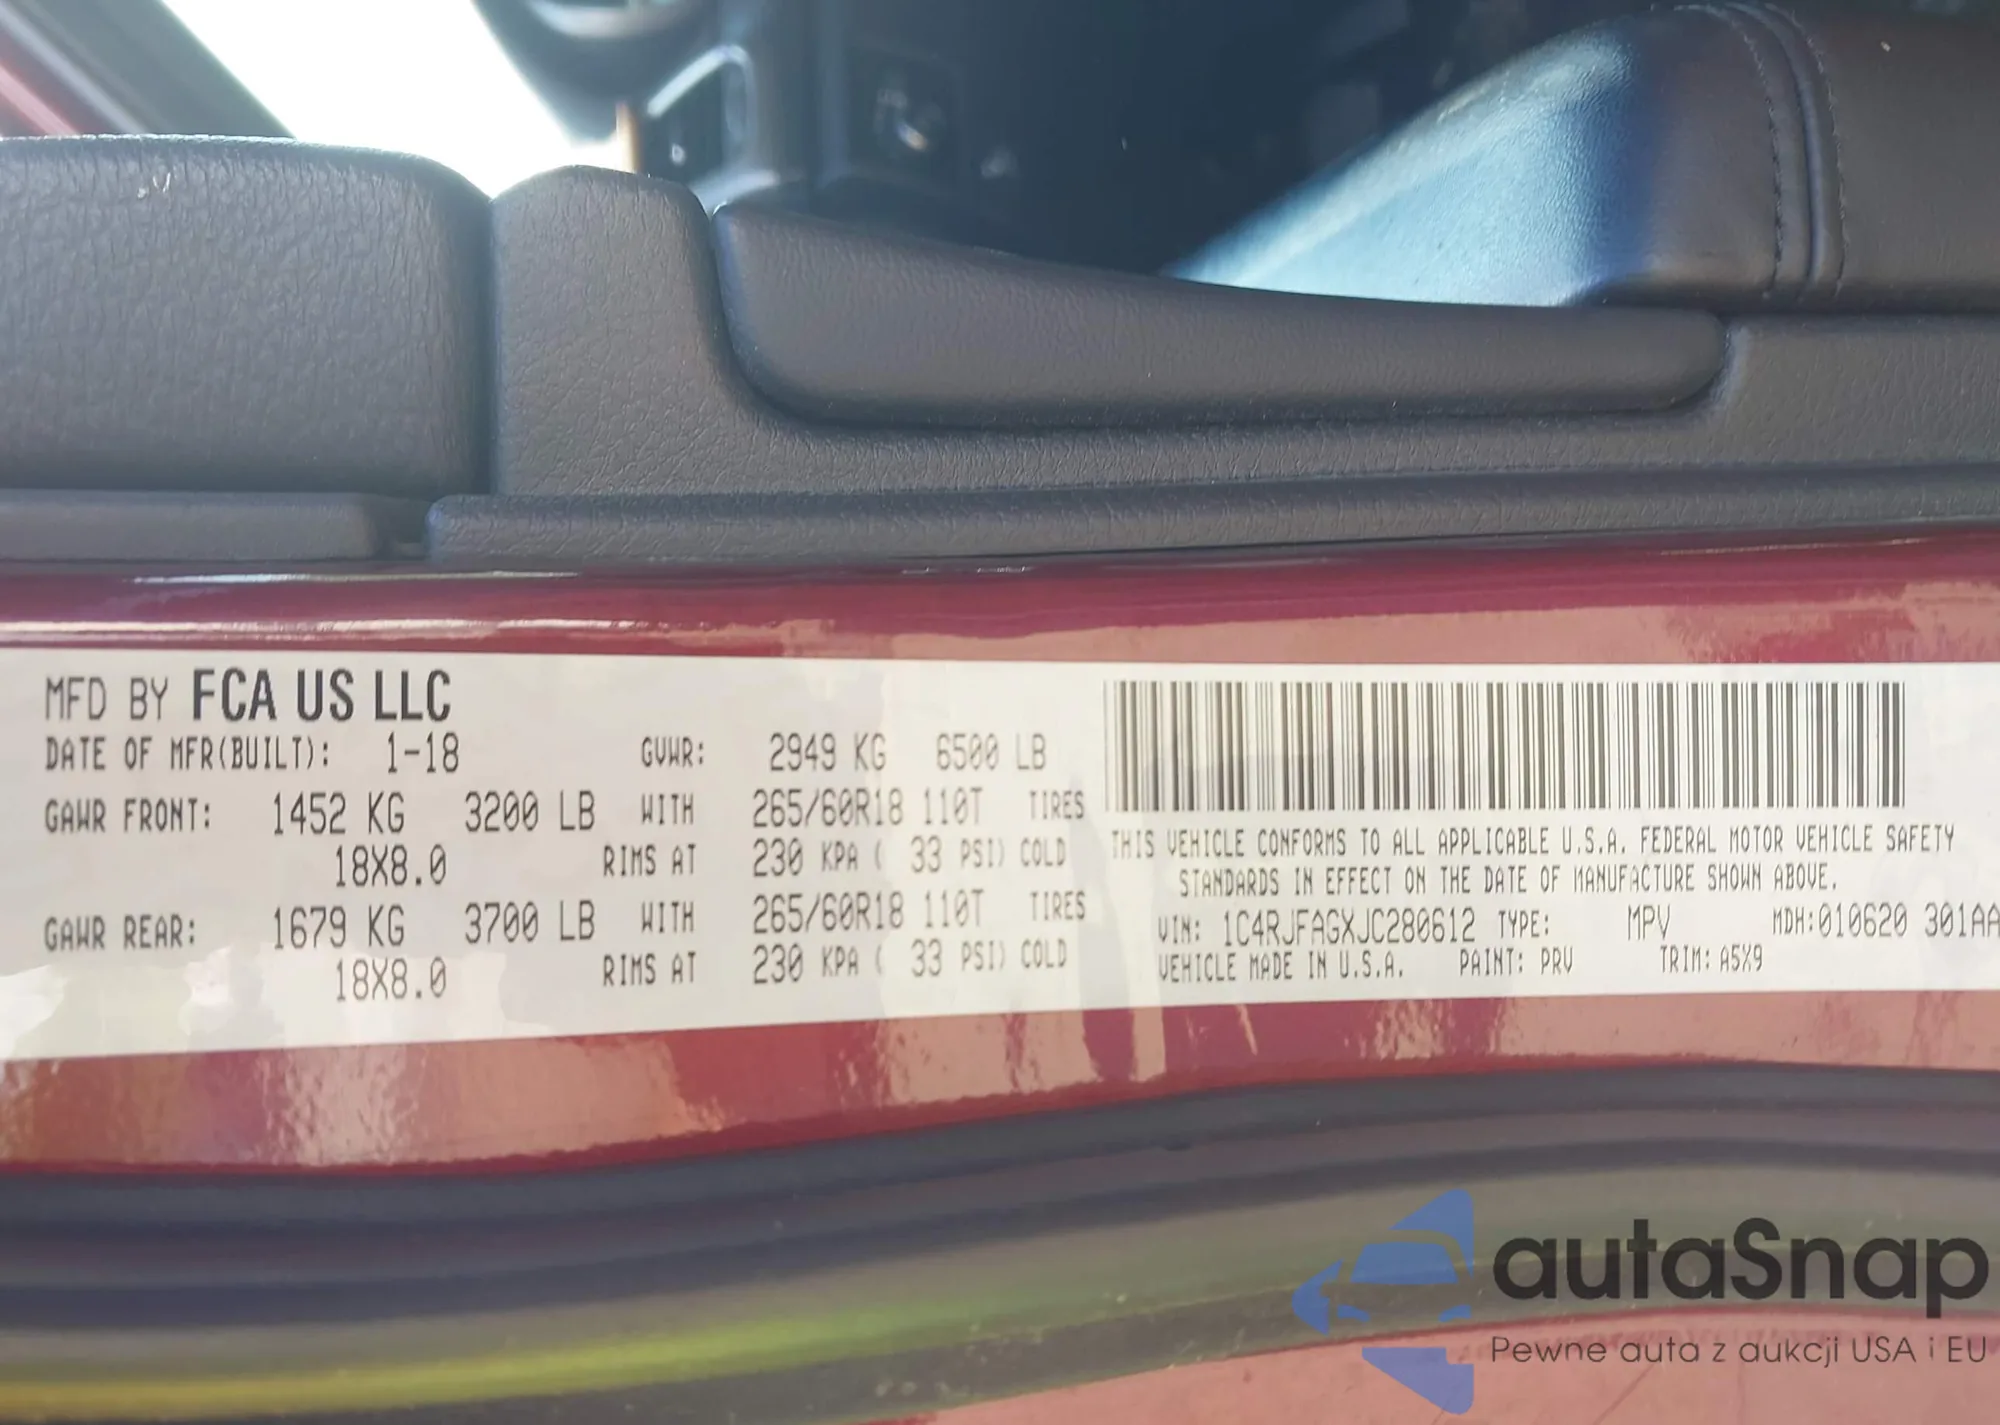 MFD BY FCA US LLC
DATE OF MFR(BUILT): 1-18 GVWR: 2949 KG 6500 LB
GAWR FRONT: 1452 KG 3200 LB WITH 265/60R18 110T TIRES
18X8.0 RIMS AT 230 KPA ( 33 PSI) COLD
GAWR REAR: 1679 KG 3700 LB WITH 265/60R18 110T TIRES
18X8.0 RIMS AT 230 KPA ( 33 PSI) COLD
THIS VEHICLE CONFORMS TO ALL APPLICABLE U.S.A. FEDERAL MOTOR VEHICLE SAFETY
STANDARDS IN EFFECT ON THE DATE OF MANUFACTURE SHOWN ABOVE.
VIN: 1C4RJFAGXJC280612 TYPE: MPV MDH:010620 301AA
VEHICLE MADE IN U.S.A. PAINT: PRV TRIM: A5X9
autaSnap
Pewne auta z aukcji USA i EU